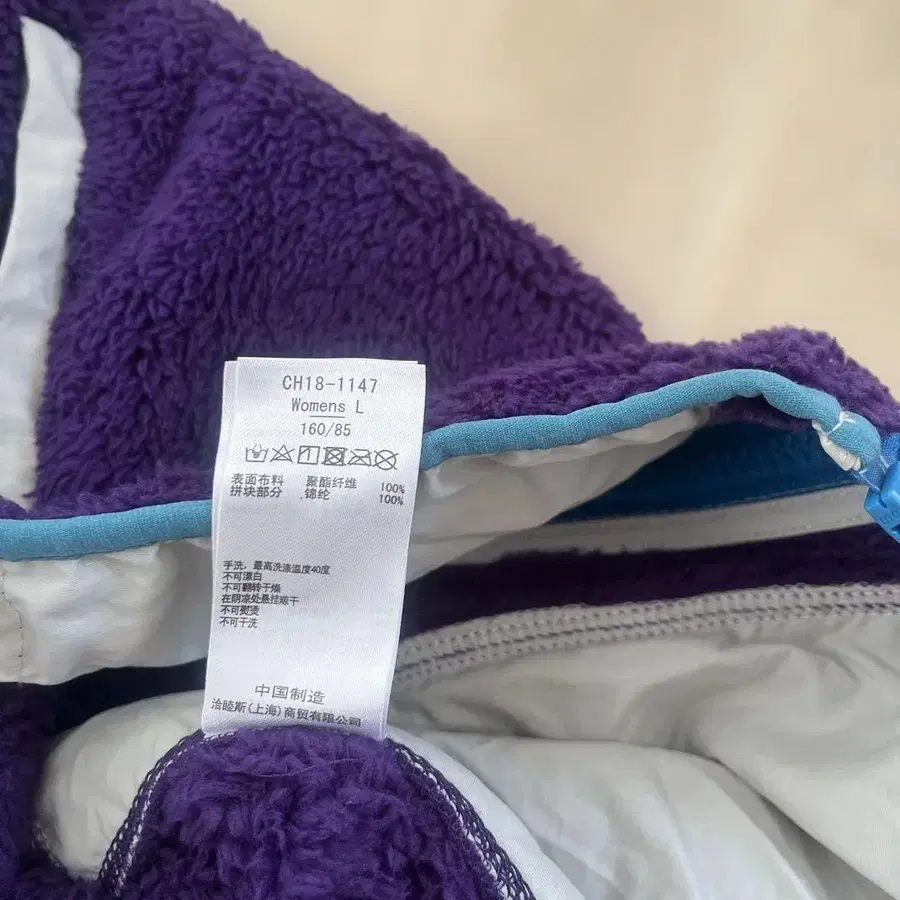 CH18-1147
Womens L
160/85
表面布料 聚酯纤维 100%
拼块部分 锦纶 100%
手洗，最高洗涤温度40度
不可漂白
不可翻转干燥
在阴凉处悬挂晾干
不可熨烫
不可干洗
中国制造
洽睦斯(上海)商贸有限公司